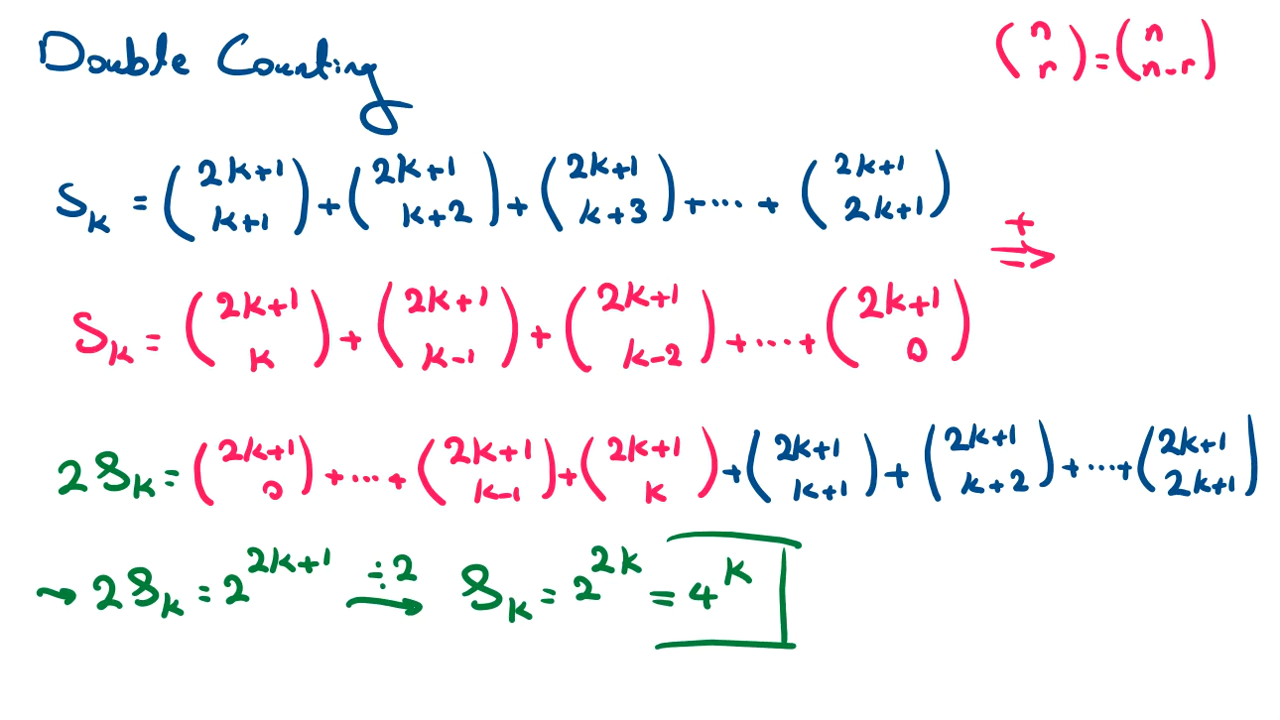 Double Counting
(n r) = (n n-r)
S_k = (2k+1 k+1) + (2k+1 k+2) + (2k+1 k+3) + ... + (2k+1 2k+1)
+ ⇒
S_k = (2k+1 k) + (2k+1 k-1) + (2k+1 k-2) + ... + (2k+1 0)
2S_k = (2k+1 0) + ... + (2k+1 k-1) + (2k+1 k) + (2k+1 k+1) + (2k+1 k+2) + ... + (2k+1 2k+1)
→ 2S_k = 2^{2k+1} ÷2 → S_k = 2^{2k} = 4^k